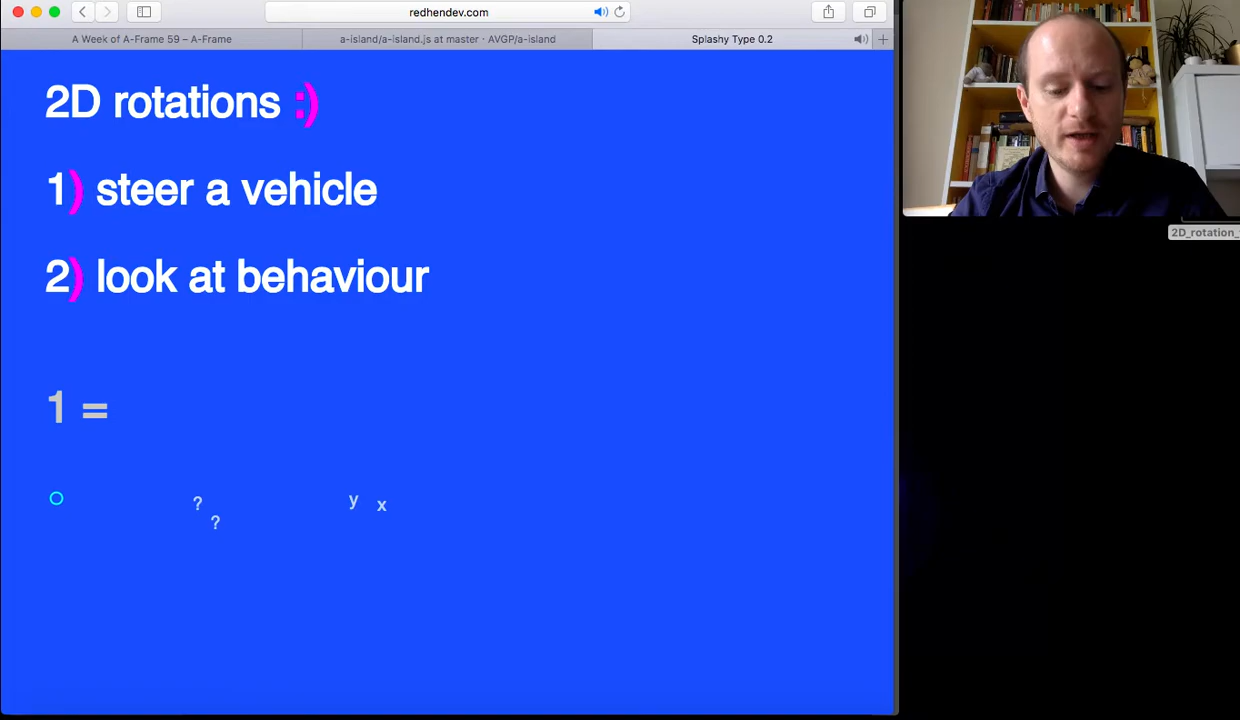 redhendev.com
A Week of A-Frame 59 – A-Frame
a-island/a-island.js at master · AVGP/a-island
Splashy Type 0.2
2D rotations :)
1) steer a vehicle
2) look at behaviour
1 =
? y x
?
2D_rotation_